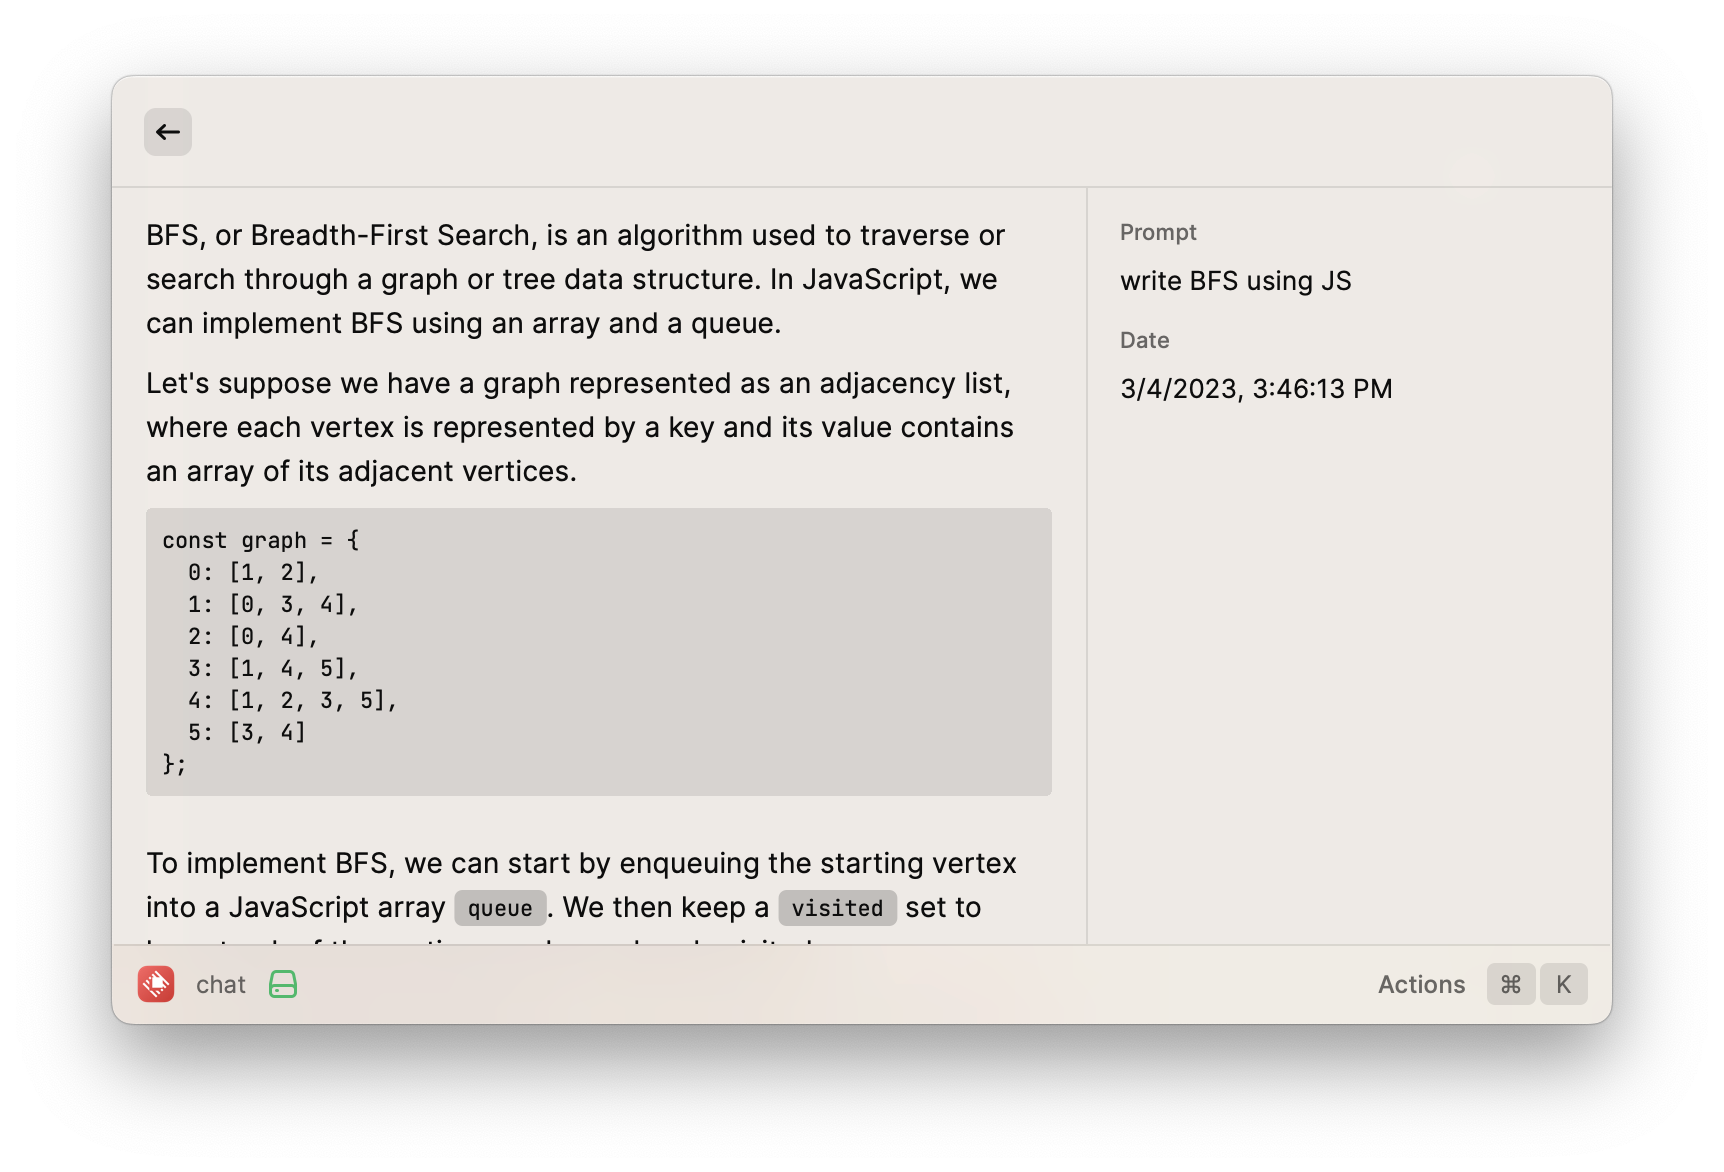 BFS, or Breadth-First Search, is an algorithm used to traverse or
search through a graph or tree data structure. In JavaScript, we
can implement BFS using an array and a queue.
Let's suppose we have a graph represented as an adjacency list,
where each vertex is represented by a key and its value contains
an array of its adjacent vertices.
const graph = {
  0: [1, 2],
  1: [0, 3, 4],
  2: [0, 4],
  3: [1, 4, 5],
  4: [1, 2, 3, 5],
  5: [3, 4]
};
To implement BFS, we can start by enqueuing the starting vertex
into a JavaScript array queue. We then keep a visited set to
Prompt
write BFS using JS
Date
3/4/2023, 3:46:13 PM
chat
Actions ⌘ K